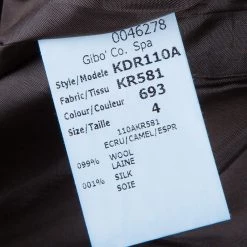 0046278
Gibo' Co. Spa
Style/Modele KDR110A
Fabric/Tissu KR581
Colour/Couleur 693
Size/Taille 4
110AKR581
ECRU/CAMEL/ESPR
099% WOOL
LAINE
001% SILK
SOIE